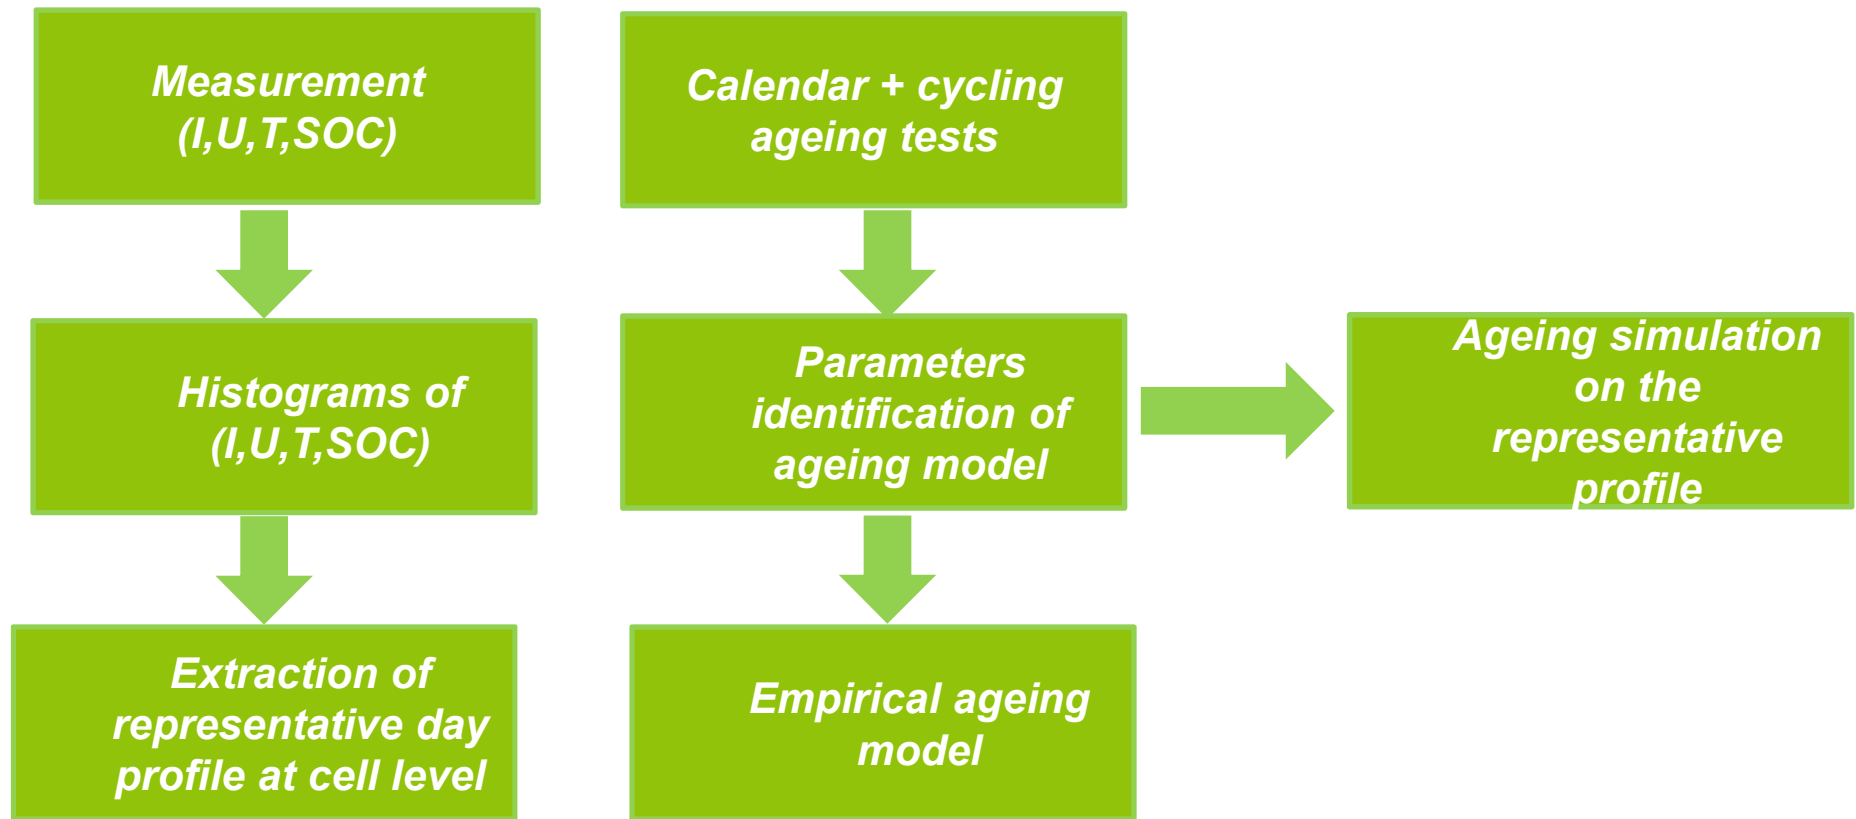 Measurement
(I,U,T,SOC)
Histograms of
(I,U,T,SOC)
Extraction of
representative day
profile at cell level
Calendar + cycling
ageing tests
Parameters
identification of
ageing model
Empirical ageing
model
Ageing simulation
on the
representative
profile